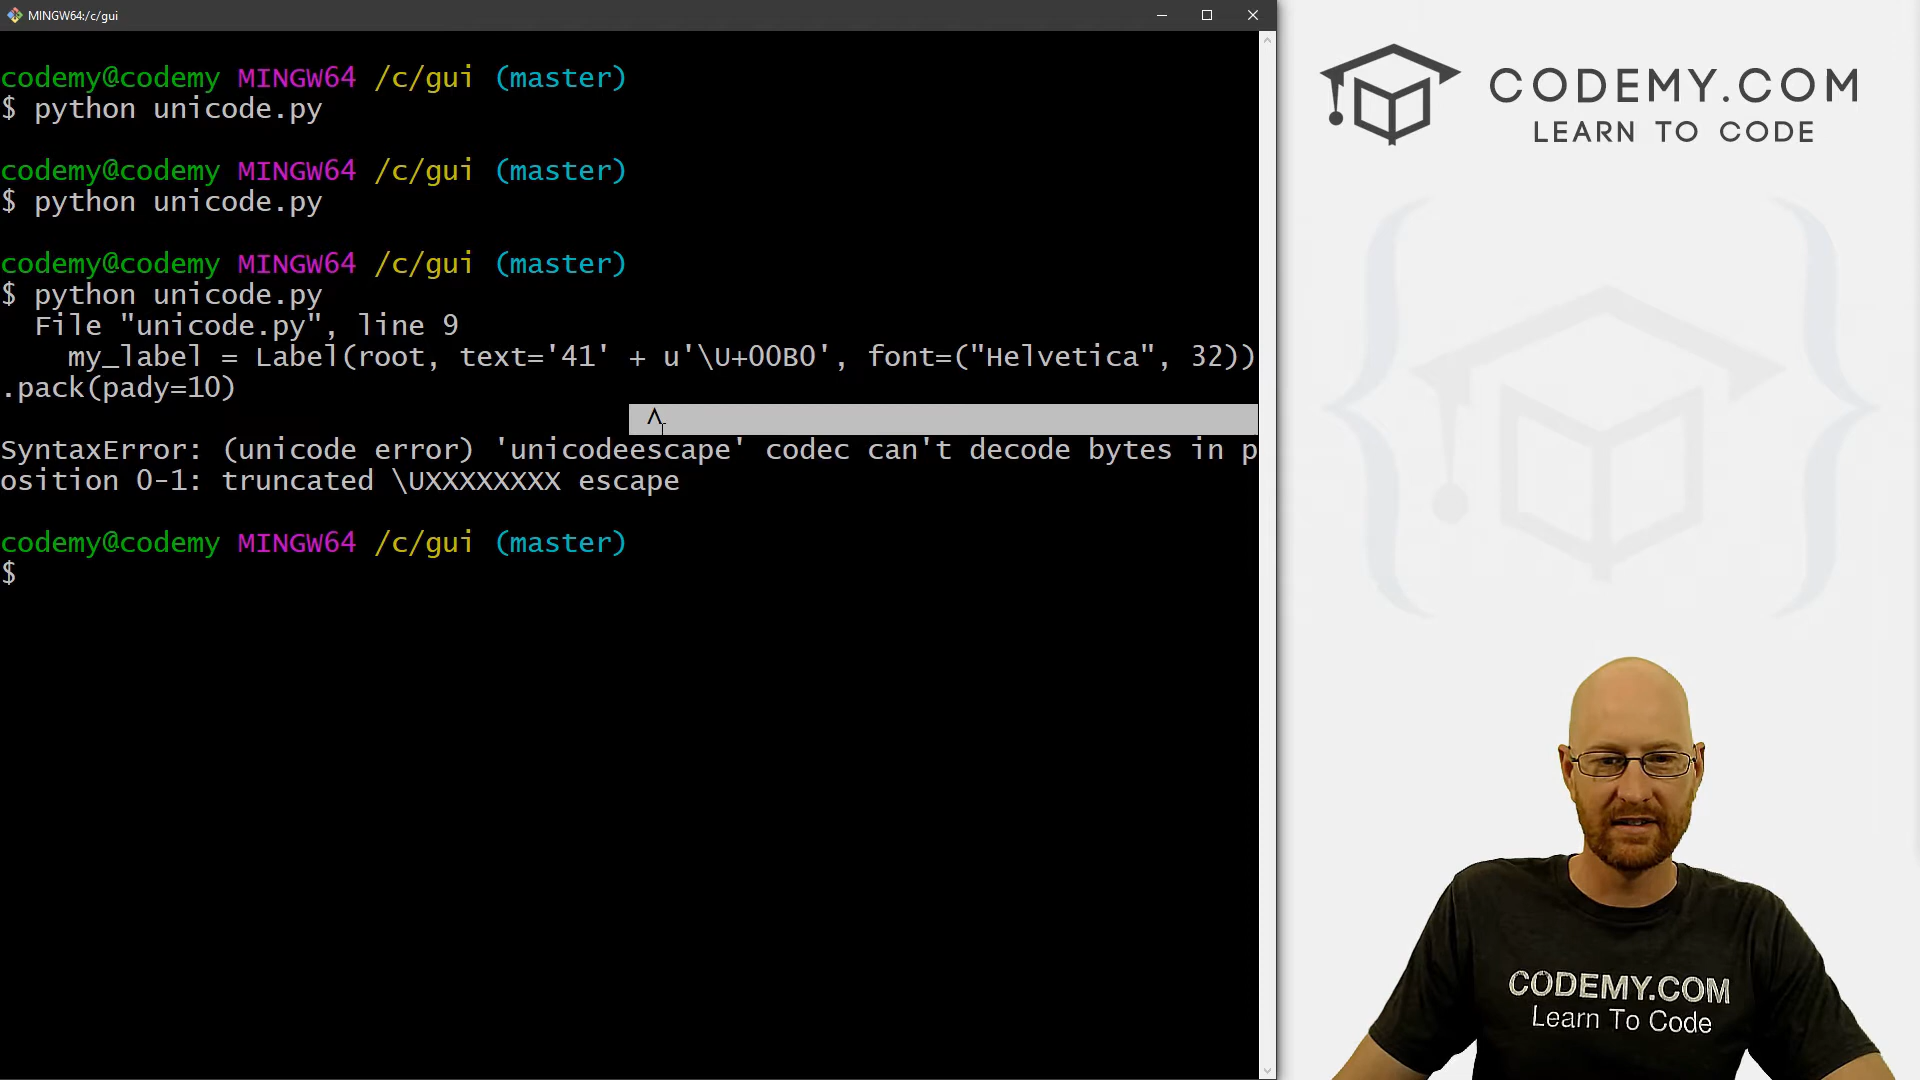 MINGW64:/c/gui
codemy@codemy MINGW64 /c/gui (master)
$ python unicode.py
codemy@codemy MINGW64 /c/gui (master)
$ python unicode.py
codemy@codemy MINGW64 /c/gui (master)
$ python unicode.py
File "unicode.py", line 9
my_label = Label(root, text='41' + u'\U+00B0', font=("Helvetica", 32))
.pack(pady=10)
^
SyntaxError: (unicode error) 'unicodeescape' codec can't decode bytes in p
osition 0-1: truncated \UXXXXXXXX escape
codemy@codemy MINGW64 /c/gui (master)
$
CODEMY.COM
LEARN TO CODE
CODEMY.COM
Learn To Code